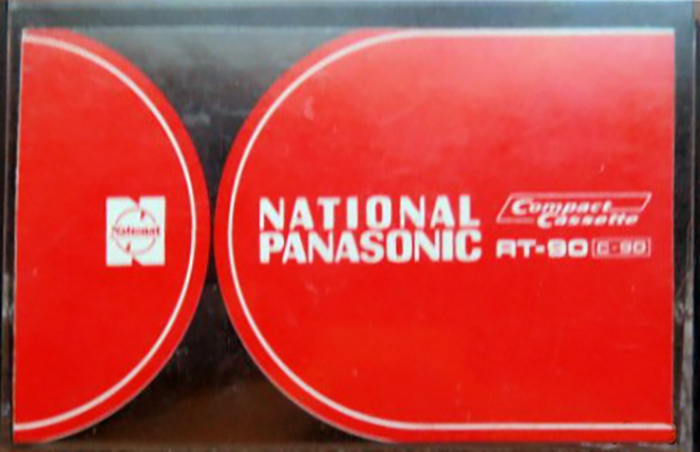 National
NATIONAL
PANASONIC
Compact
Cassette
RT-90 C-90